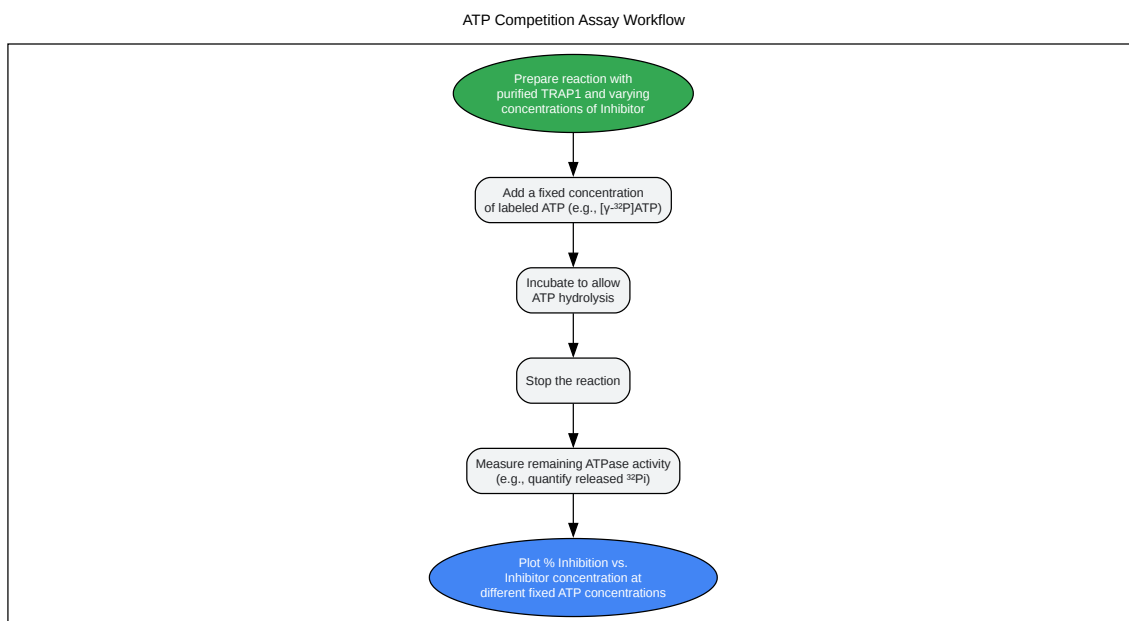 ATP Competition Assay Workflow
Prepare reaction with
purified TRAP1 and varying
concentrations of Inhibitor
Add a fixed concentration
of labeled ATP (e.g., [γ-³²P]ATP)
Incubate to allow
ATP hydrolysis
Stop the reaction
Measure remaining ATPase activity
(e.g., quantify released ³²Pi)
Plot % Inhibition vs.
Inhibitor concentration at
different fixed ATP concentrations